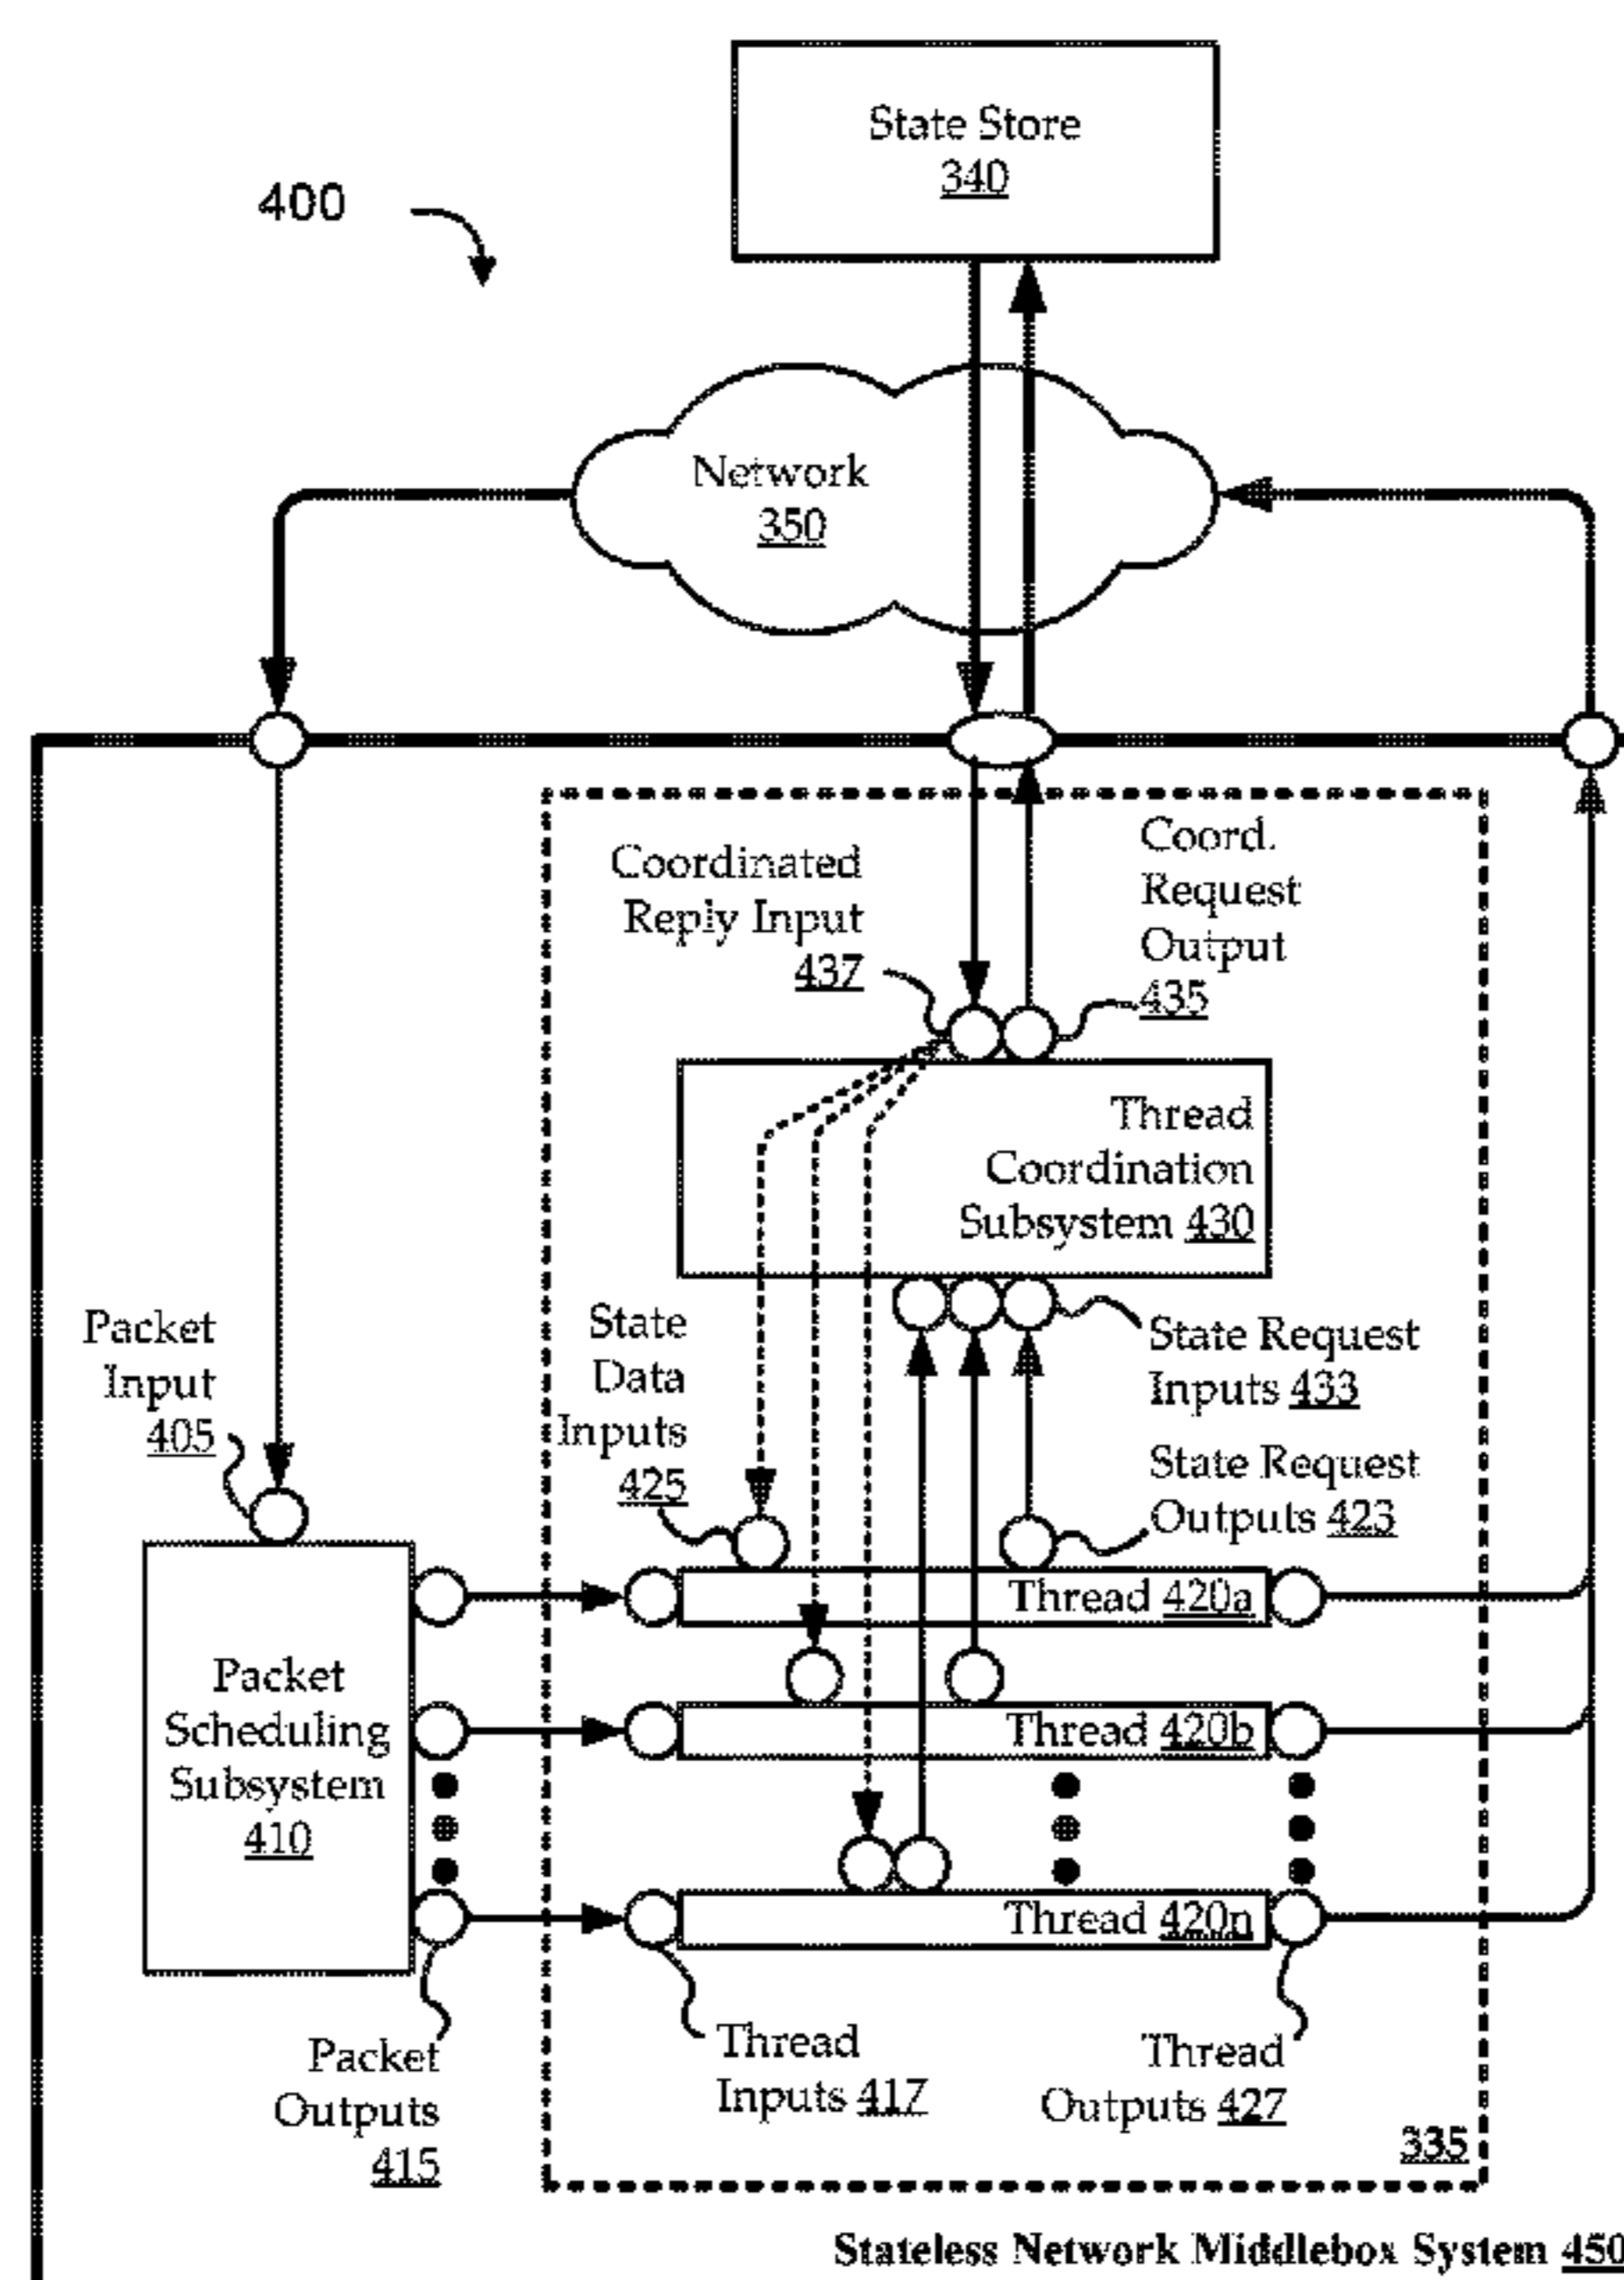 State Store
340
400
Network
350
Coordinated
Reply Input
437
Coord.
Request
Output
435
Thread
Coordination
Subsystem 430
Packet
Input
405
State
Data
Inputs
425
State Request
Inputs 433
State Request
Outputs 423
Thread 420a
Packet
Scheduling
Subsystem
410
Thread 420b
Thread 420n
Packet
Outputs
415
Thread
Inputs 417
Thread
Outputs 427
335
Stateless Network Middlebox System 450